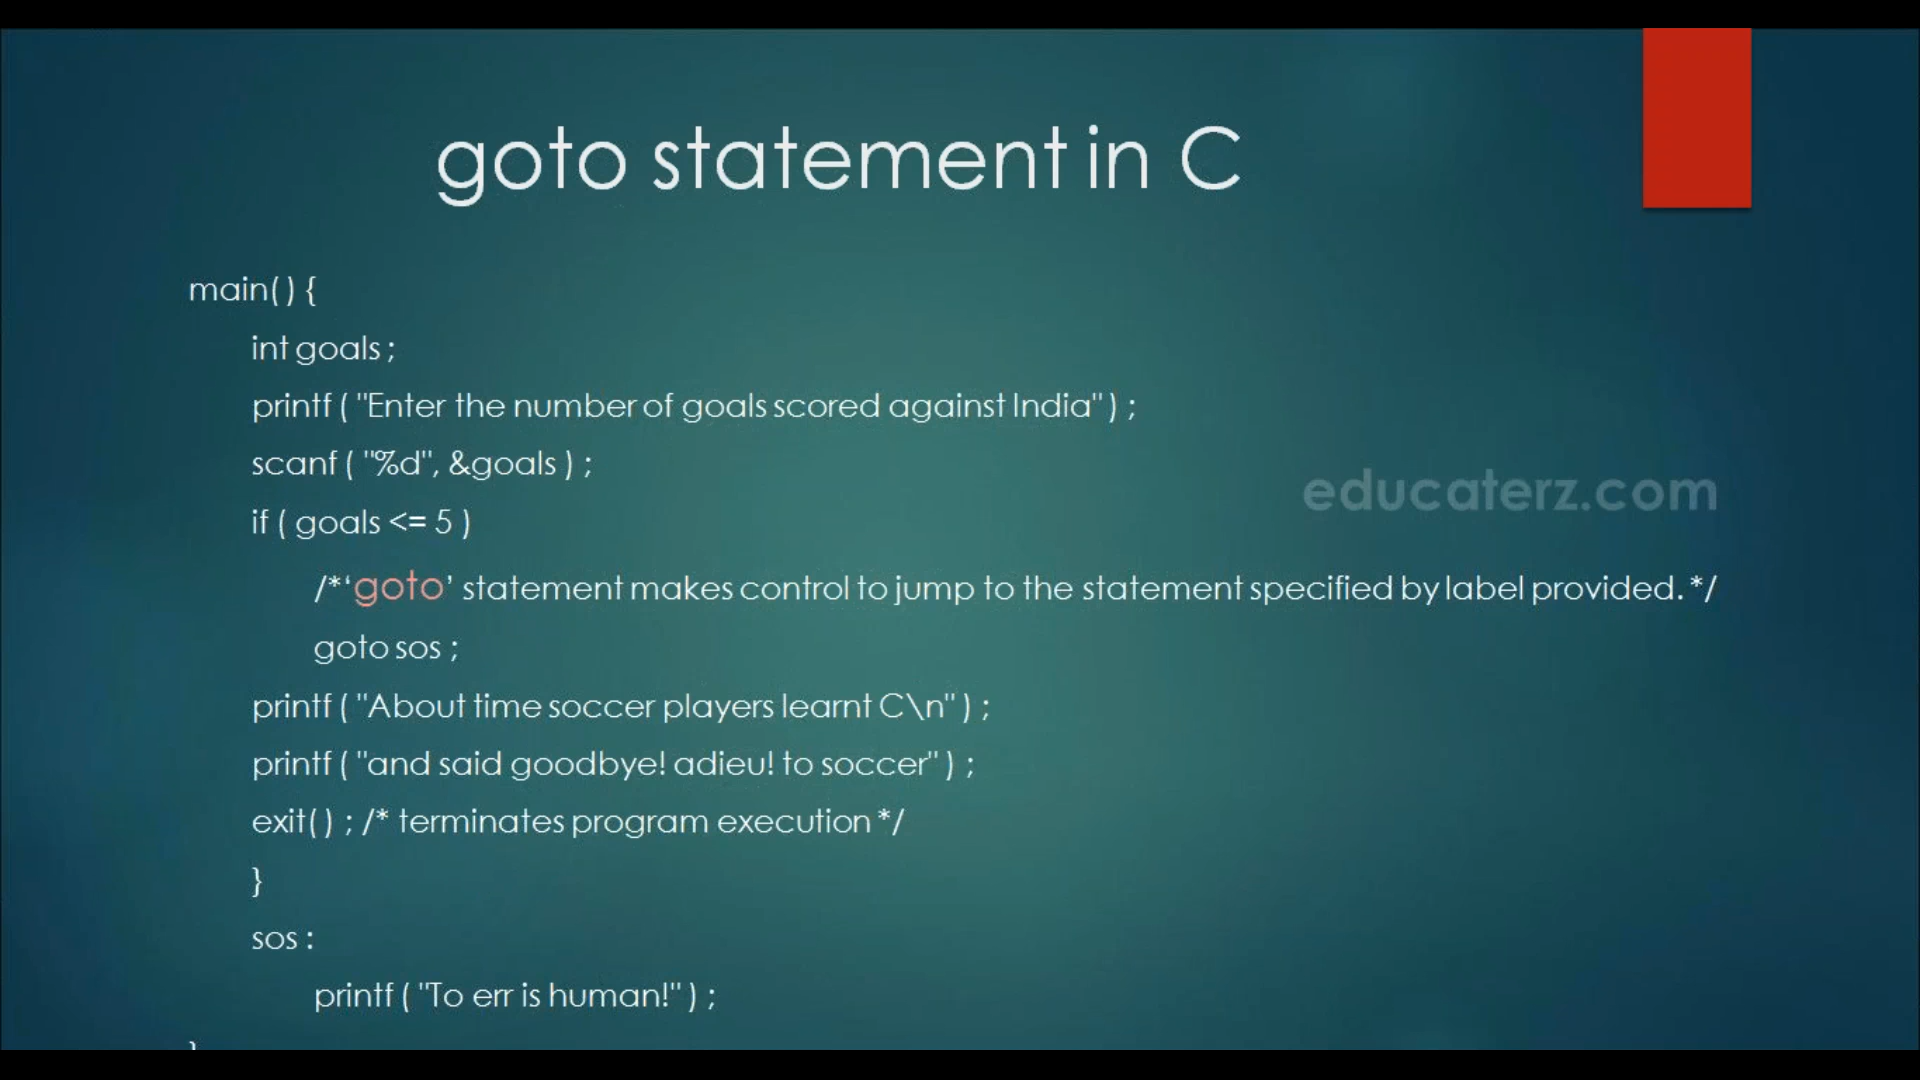 goto statement in C
main( ) {
int goals ;
printf ( "Enter the number of goals scored against India" ) ;
scanf ( "%d", &goals ) ;
if ( goals <= 5 )
/*‘goto’ statement makes control to jump to the statement specified by label provided. */
goto sos ;
printf ( "About time soccer players learnt C\n" ) ;
printf ( "and said goodbye! adieu! to soccer" ) ;
exit( ) ; /* terminates program execution */
}
sos :
printf ( "To err is human!" ) ;
educaterz.com